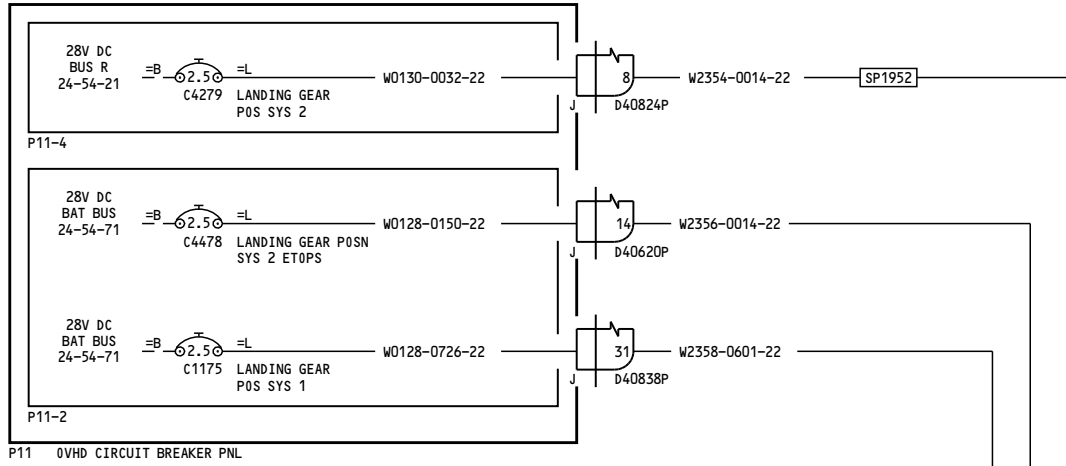 28V DC
BUS R
24-54-21
=B
2.5
=L
C4279
LANDING GEAR
POS SYS 2
W0130-0032-22
8
J
D40824P
W2354-0014-22
SP1952
P11-4
28V DC
BAT BUS
24-54-71
=B
2.5
=L
C4478
LANDING GEAR POSN
SYS 2 ETOPS
W0128-0150-22
14
J
D40620P
W2356-0014-22
28V DC
BAT BUS
24-54-71
=B
2.5
=L
C1175
LANDING GEAR
POS SYS 1
W0128-0726-22
31
J
D40838P
W2358-0601-22
P11-2
P11 OVHD CIRCUIT BREAKER PNL